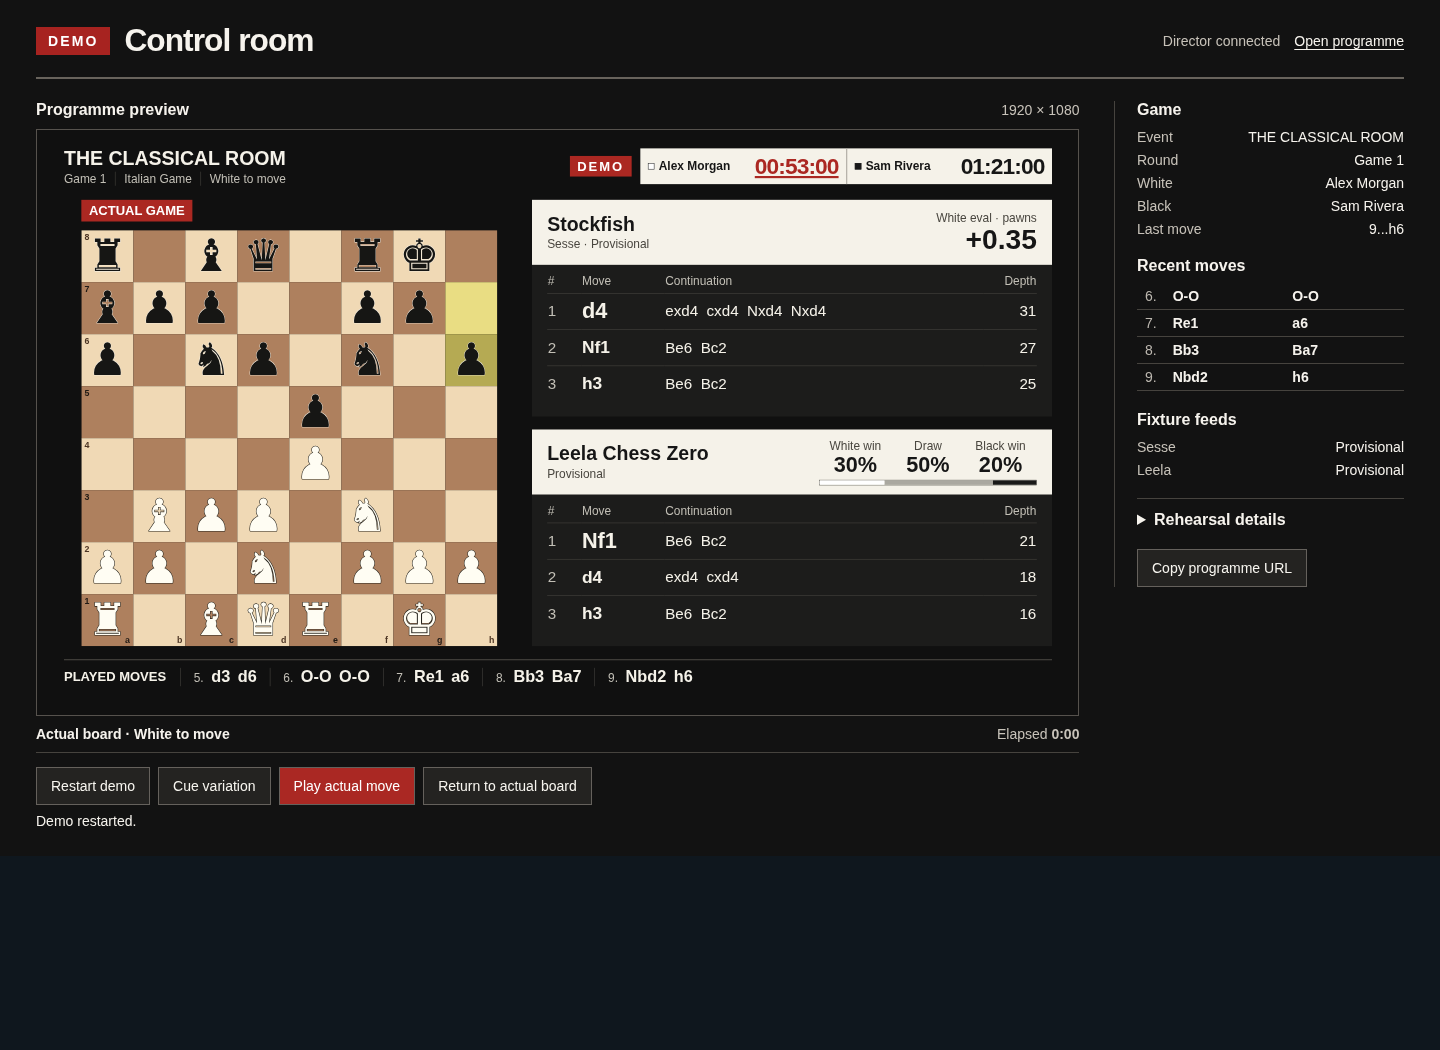 DEMO Control room
Director connected Open programme
Programme preview
1920 × 1080
THE CLASSICAL ROOM
Game 1 Italian Game White to move
DEMO
Alex Morgan 00:53:00
Sam Rivera 01:21:00
ACTUAL GAME
8
7
6
5
4
3
2
1
a b c d e f g h
Stockfish
Sesse · Provisional
White eval · pawns
+0.35
# Move Continuation Depth
1 d4 exd4 cxd4 Nxd4 Nxd4 31
2 Nf1 Be6 Bc2 27
3 h3 Be6 Bc2 25
Leela Chess Zero
Provisional
White win Draw Black win
30% 50% 20%
# Move Continuation Depth
1 Nf1 Be6 Bc2 21
2 d4 exd4 cxd4 18
3 h3 Be6 Bc2 16
PLAYED MOVES 5. d3 d6 6. O-O O-O 7. Re1 a6 8. Bb3 Ba7 9. Nbd2 h6
Actual board · White to move
Elapsed 0:00
Restart demo Cue variation Play actual move Return to actual board
Demo restarted.
Game
Event THE CLASSICAL ROOM
Round Game 1
White Alex Morgan
Black Sam Rivera
Last move 9...h6
Recent moves
6. O-O O-O
7. Re1 a6
8. Bb3 Ba7
9. Nbd2 h6
Fixture feeds
Sesse Provisional
Leela Provisional
Rehearsal details
Copy programme URL